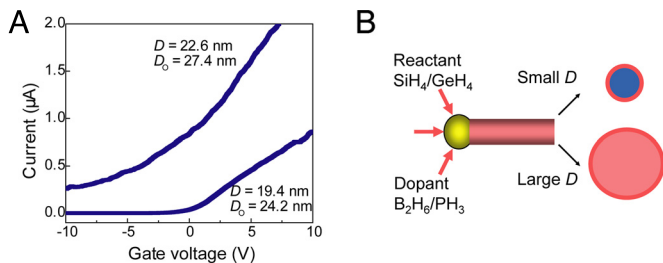 A
2.0
1.5
1.0
0.5
0.0
Current (µA)
D = 22.6 nm
Dₒ = 27.4 nm
D = 19.4 nm
Dₒ = 24.2 nm
-10
-5
0
5
10
Gate voltage (V)
B
Reactant
SiH₄/GeH₄
Dopant
B₂H₆/PH₃
Small D
Large D